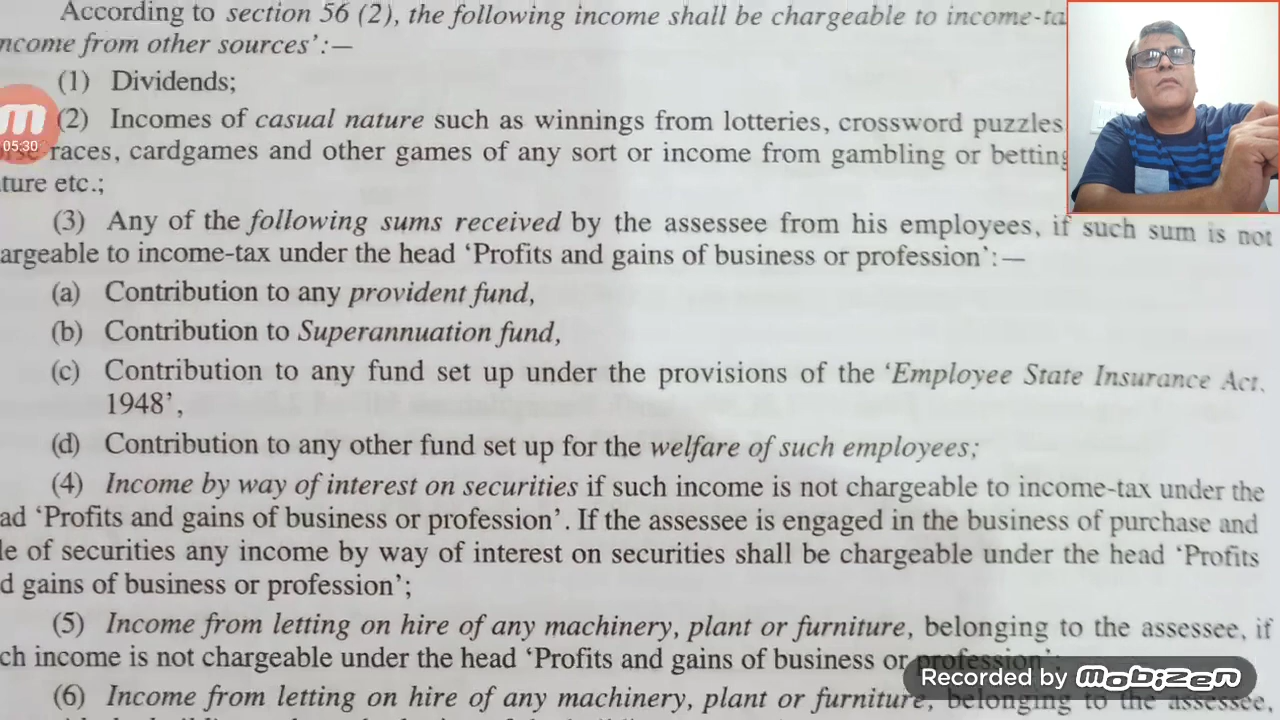 According to section 56 (2), the following income shall be chargeable to income-ta
ncome from other sources’:—
(1) Dividends;
(2) Incomes of casual nature such as winnings from lotteries, crossword puzzles
races, cardgames and other games of any sort or income from gambling or betting
ture etc.;
(3) Any of the following sums received by the assessee from his employees, if such sum is not
argeable to income-tax under the head ‘Profits and gains of business or profession’:—
(a) Contribution to any provident fund,
(b) Contribution to Superannuation fund,
(c) Contribution to any fund set up under the provisions of the ‘Employee State Insurance Act,
1948’,
(d) Contribution to any other fund set up for the welfare of such employees;
(4) Income by way of interest on securities if such income is not chargeable to income-tax under the
ad ‘Profits and gains of business or profession’. If the assessee is engaged in the business of purchase and
le of securities any income by way of interest on securities shall be chargeable under the head ‘Profits
d gains of business or profession’;
(5) Income from letting on hire of any machinery, plant or furniture, belonging to the assessee, if
ch income is not chargeable under the head ‘Profits and gains of business or profession’;
(6) Income from letting on hire of any machinery, plant or furniture, belonging to the assessee,
05:30
Recorded by mobizen